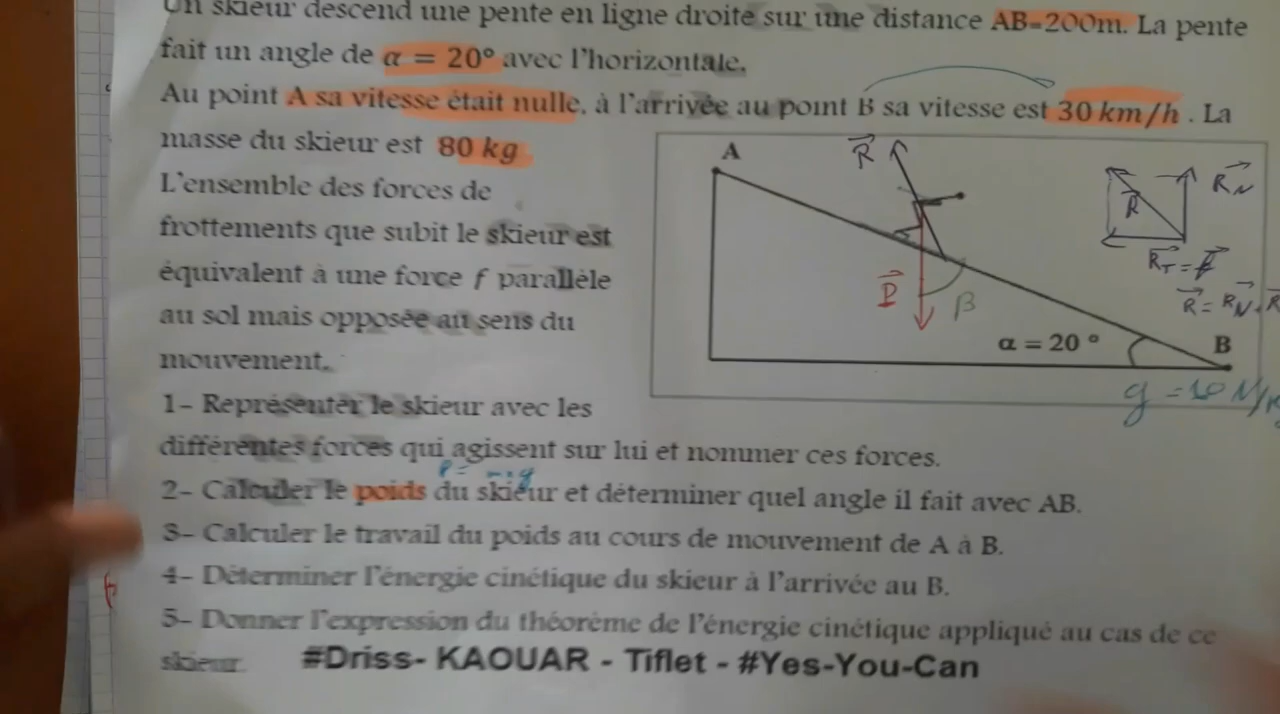 Un skieur descend une pente en ligne droite sur une distance AB=200m. La pente
fait un angle de α = 20° avec l'horizontale.
Au point A sa vitesse était nulle, à l'arrivée au point B sa vitesse est 30 km/h . La
masse du skieur est 80 kg
L'ensemble des forces de
frottements que subit le skieur est
équivalent à une force f parallèle
au sol mais opposée au sens du
mouvement.
A
R
R
R_N
R_T = f
R = R_N
P
β
α = 20 °
B
g = 10 N/kg
1- Représenter le skieur avec les
différentes forces qui agissent sur lui et nommer ces forces.
P = m×g
2- Calculer le poids du skieur et déterminer quel angle il fait avec AB.
3- Calculer le travail du poids au cours de mouvement de A à B.
4- Déterminer l'énergie cinétique du skieur à l'arrivée au B.
5- Donner l'expression du théorème de l'énergie cinétique appliqué au cas de ce
skieur.
#Driss- KAOUAR - Tiflet - #Yes-You-Can